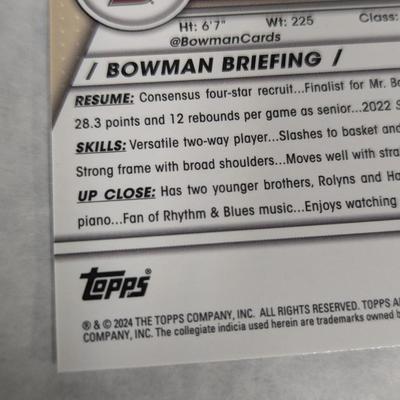 Ht: 6'7" Wt: 225 Class:
@BowmanCards
/ BOWMAN BRIEFING /
RESUME: Consensus four-star recruit...Finalist for Mr. Ba
28.3 points and 12 rebounds per game as senior...2022 S
SKILLS: Versatile two-way player...Slashes to basket and
Strong frame with broad shoulders...Moves well with stra
UP CLOSE: Has two younger brothers, Rolyns and Ha
piano...Fan of Rhythm & Blues music...Enjoys watching
Topps®
® & © 2024 THE TOPPS COMPANY, INC. ALL RIGHTS RESERVED. TOPPS A
COMPANY, INC. The collegiate indicia used herein are trademarks owned b